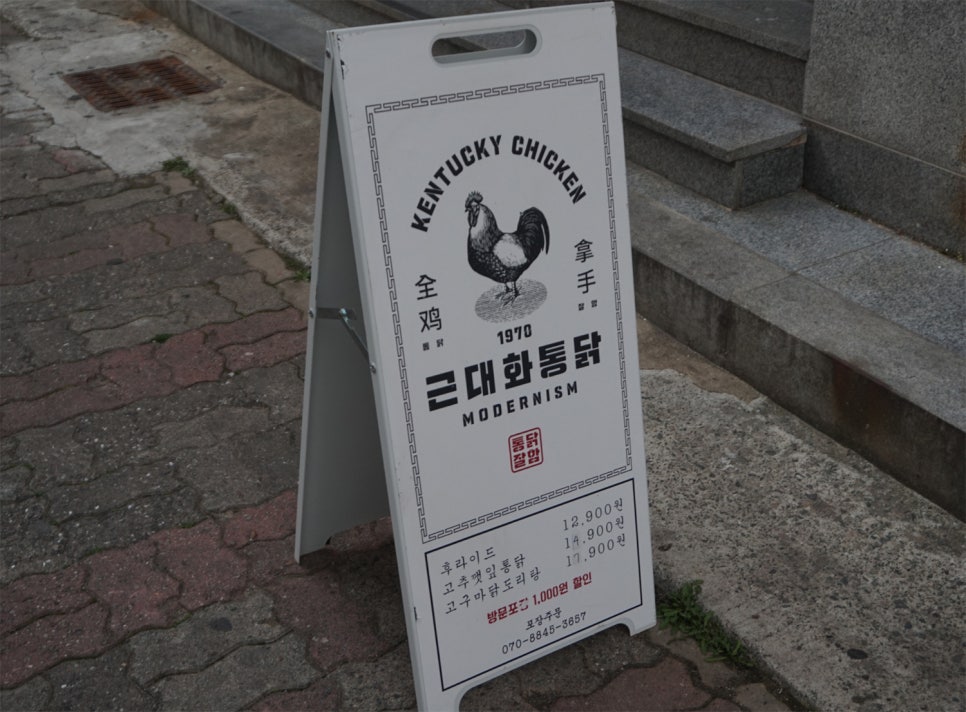 KENTUCKY CHICKEN
全鸡
통닭
拿手
잘함
1970
근대화통닭
MODERNISM
통닭
잘함
후라이드 12,900원
고추깻잎통닭 14,900원
고구마닭도리탕 ,900원
방문포장 1,000원 할인
포장주문
070-8845-3657